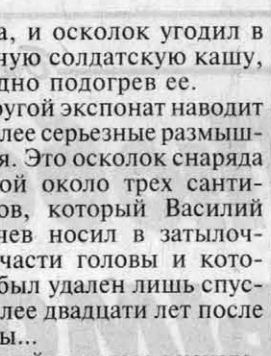 а, и осколок угодил в
ную солдатскую кашу,
дно подогрев ее.
ругой экспонат наводит
лее серьезные размыш-
я. Это осколок снаряда
ой около трех санти-
ов, который Василий
чев носил в затылоч-
части головы и кото-
был удален лишь спус-
лее двадцати лет после
ы...